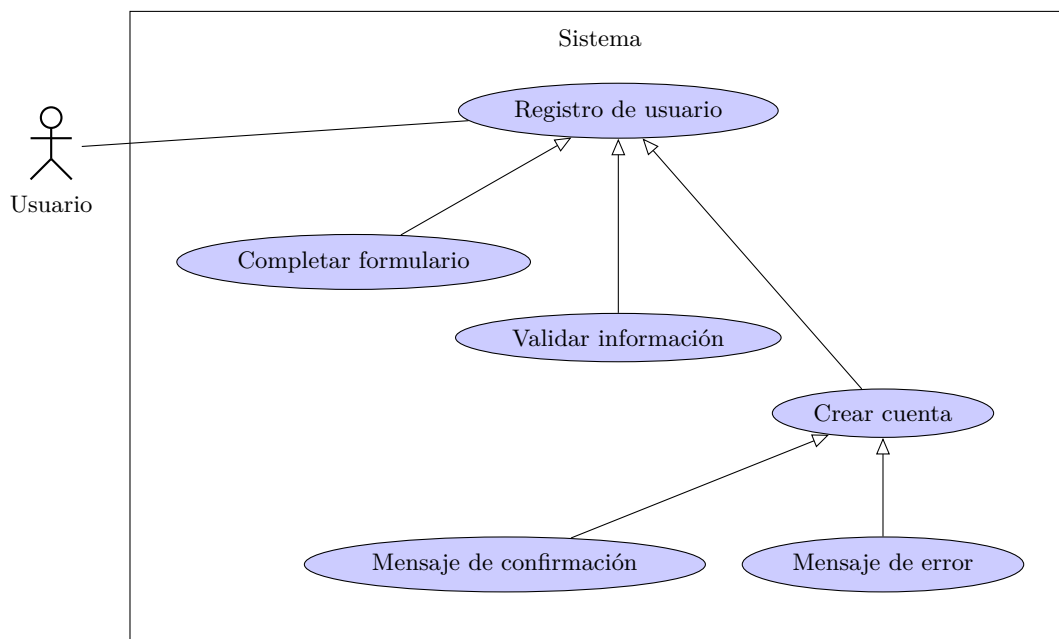 Sistema
Registro de usuario
Usuario
Completar formulario
Validar información
Crear cuenta
Mensaje de confirmación
Mensaje de error